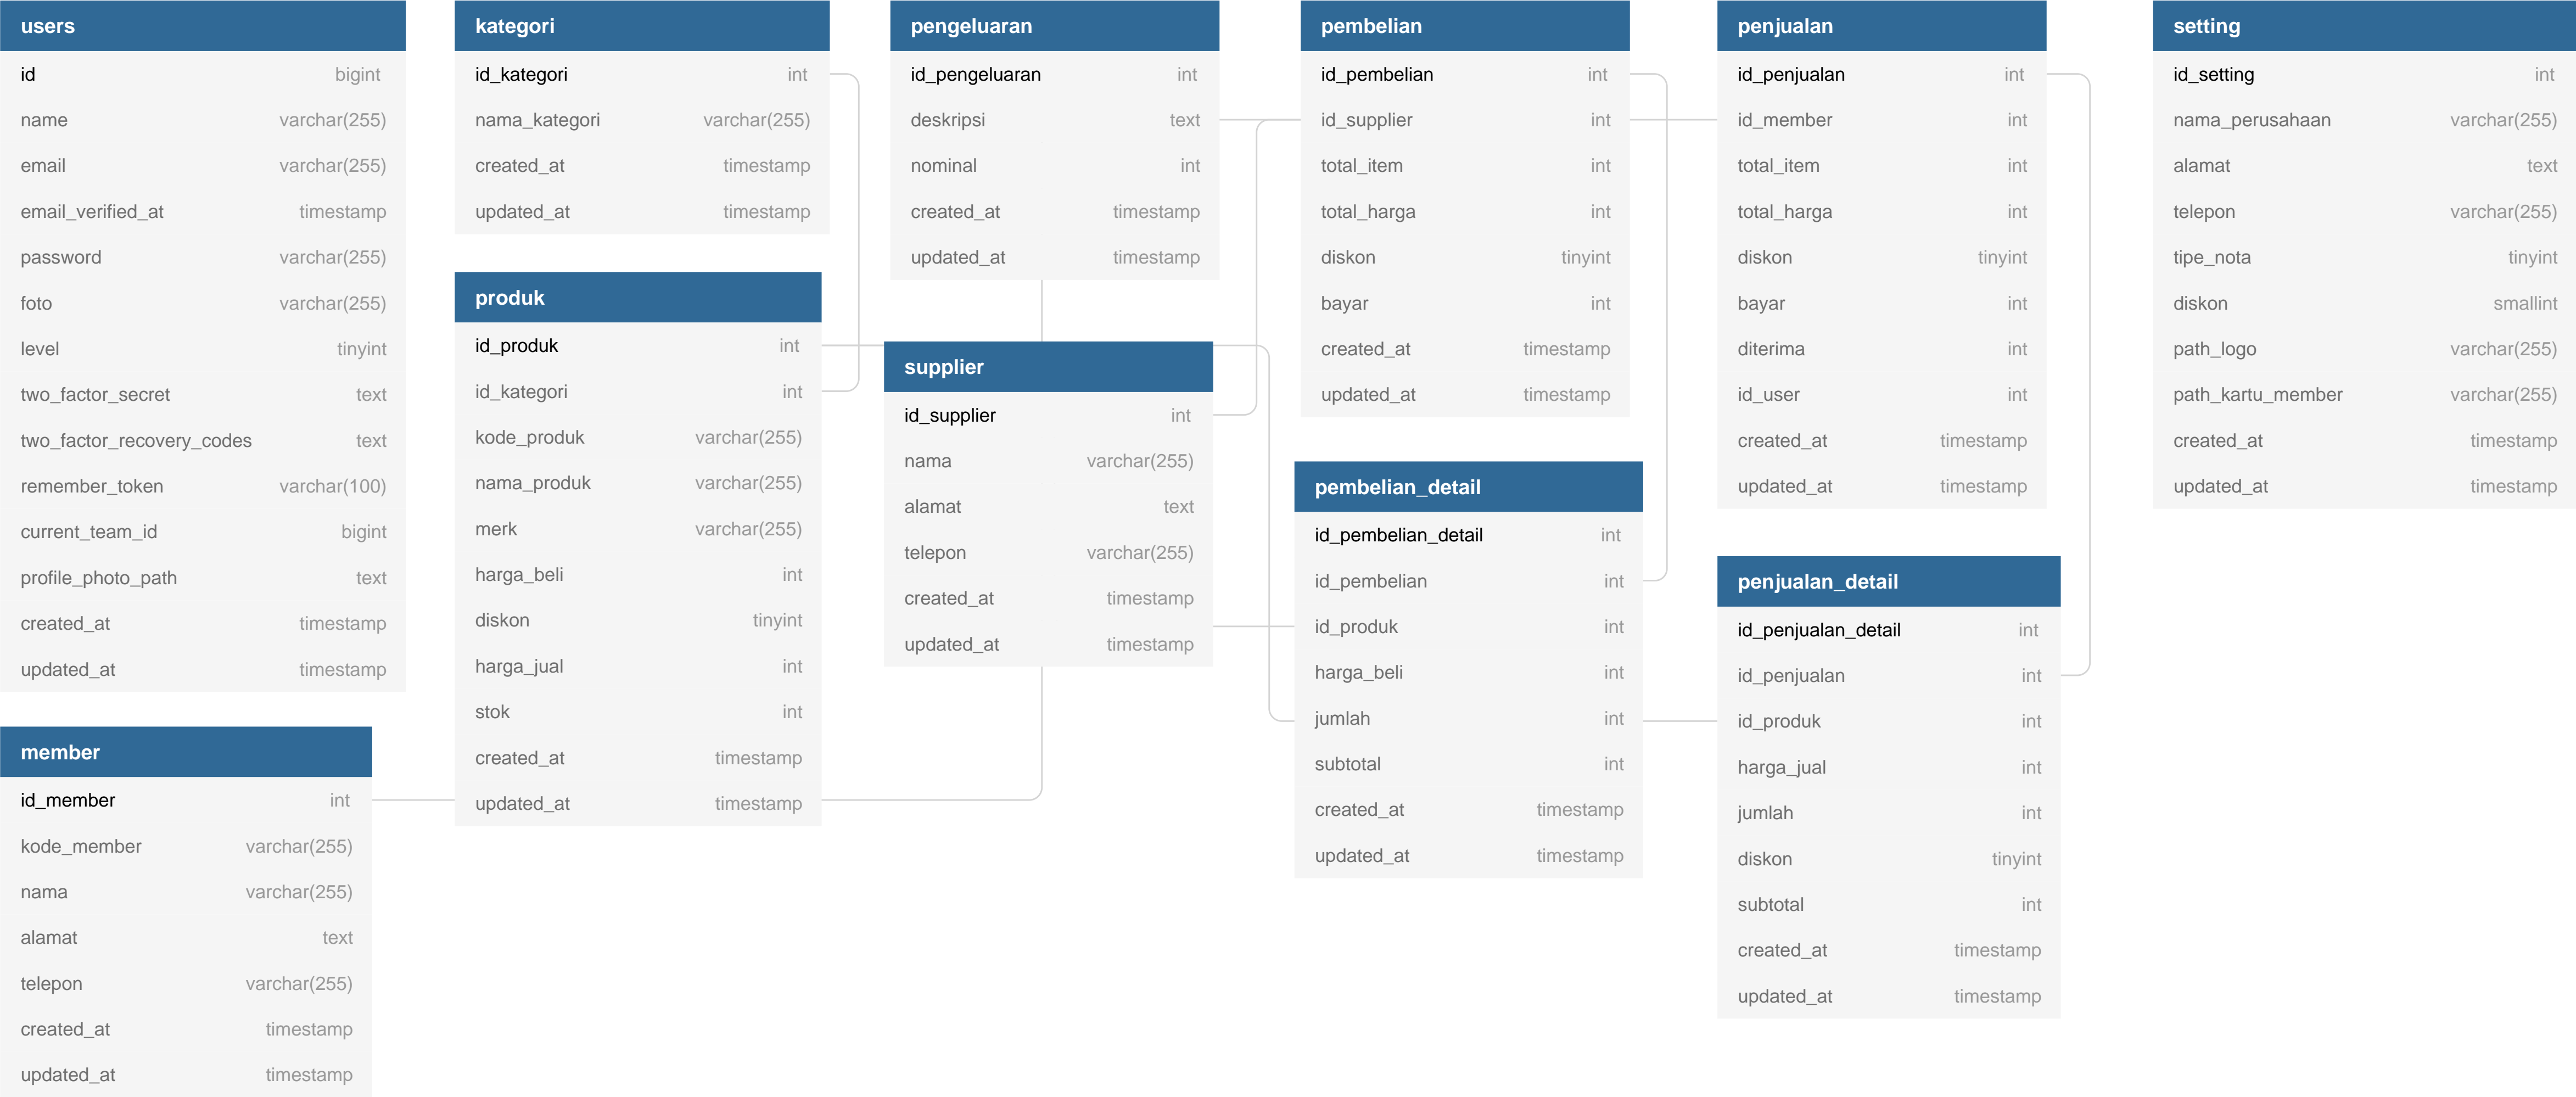 users
id bigint
name varchar(255)
email varchar(255)
email_verified_at timestamp
password varchar(255)
foto varchar(255)
level tinyint
two_factor_secret text
two_factor_recovery_codes text
remember_token varchar(100)
current_team_id bigint
profile_photo_path text
created_at timestamp
updated_at timestamp
member
id_member int
kode_member varchar(255)
nama varchar(255)
alamat text
telepon varchar(255)
created_at timestamp
updated_at timestamp
kategori
id_kategori int
nama_kategori varchar(255)
created_at timestamp
updated_at timestamp
produk
id_produk int
id_kategori int
kode_produk varchar(255)
nama_produk varchar(255)
merk varchar(255)
harga_beli int
diskon tinyint
harga_jual int
stok int
created_at timestamp
updated_at timestamp
pengeluaran
id_pengeluaran int
deskripsi text
nominal int
created_at timestamp
updated_at timestamp
supplier
id_supplier int
nama varchar(255)
alamat text
telepon varchar(255)
created_at timestamp
updated_at timestamp
pembelian
id_pembelian int
id_supplier int
total_item int
total_harga int
diskon tinyint
bayar int
created_at timestamp
updated_at timestamp
pembelian_detail
id_pembelian_detail int
id_pembelian int
id_produk int
harga_beli int
jumlah int
subtotal int
created_at timestamp
updated_at timestamp
penjualan
id_penjualan int
id_member int
total_item int
total_harga int
diskon tinyint
bayar int
diterima int
id_user int
created_at timestamp
updated_at timestamp
penjualan_detail
id_penjualan_detail int
id_penjualan int
id_produk int
harga_jual int
jumlah int
diskon tinyint
subtotal int
created_at timestamp
updated_at timestamp
setting
id_setting int
nama_perusahaan varchar(255)
alamat text
telepon varchar(255)
tipe_nota tinyint
diskon smallint
path_logo varchar(255)
path_kartu_member varchar(255)
created_at timestamp
updated_at timestamp